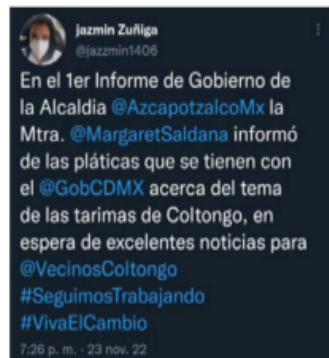 jazmin Zuñiga
@jazzmin1406
En el 1er Informe de Gobierno de
la Alcaldia @AzcapotzalcoMx la
Mtra. @MargaretSaldana informó
de las pláticas que se tienen con
el @GobCDMX acerca del tema
de las tarimas de Coltongo, en
espera de excelentes noticias para
@VecinosColtongo
#SeguimosTrabajando
#VivaElCambio
7:26 p. m. · 23 nov. 22